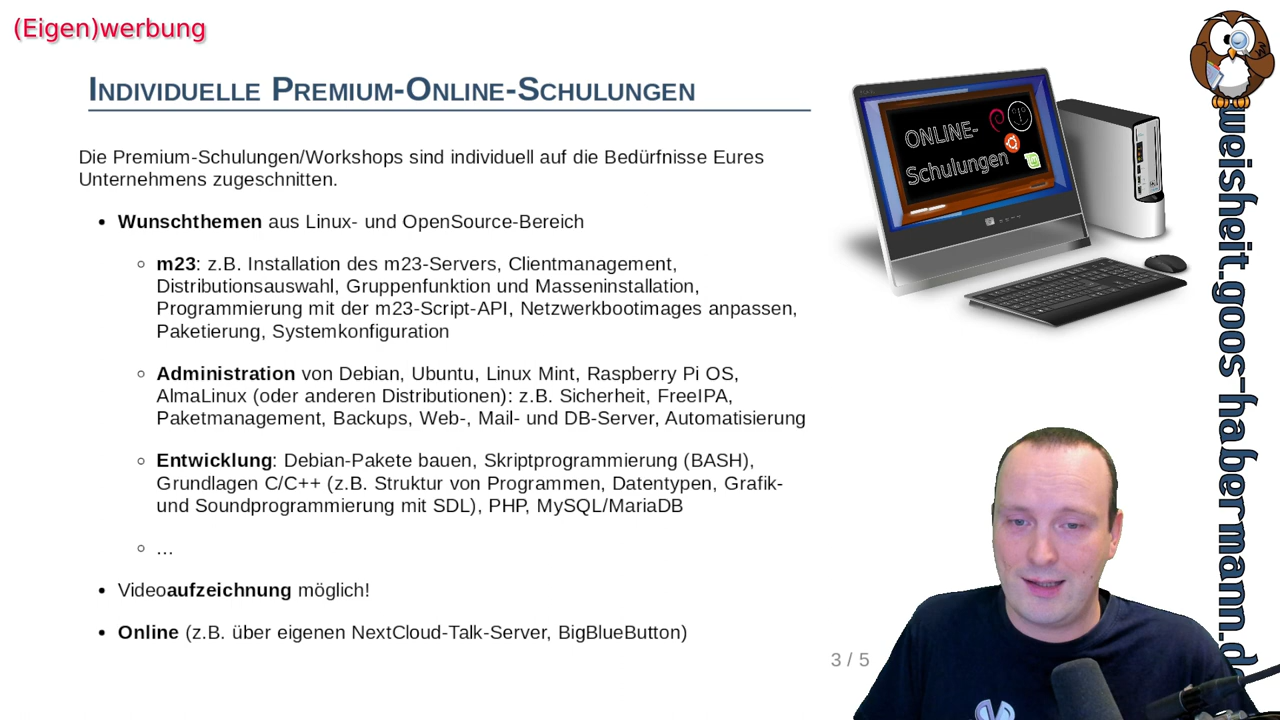 (Eigen)werbung
Individuelle Premium-Online-Schulungen
Die Premium-Schulungen/Workshops sind individuell auf die Bedürfnisse Eures
Unternehmens zugeschnitten.
• Wunschthemen aus Linux- und OpenSource-Bereich
◦ m23: z.B. Installation des m23-Servers, Clientmanagement,
Distributionsauswahl, Gruppenfunktion und Masseninstallation,
Programmierung mit der m23-Script-API, Netzwerkbootimages anpassen,
Paketierung, Systemkonfiguration
◦ Administration von Debian, Ubuntu, Linux Mint, Raspberry Pi OS,
AlmaLinux (oder anderen Distributionen): z.B. Sicherheit, FreeIPA,
Paketmanagement, Backups, Web-, Mail- und DB-Server, Automatisierung
◦ Entwicklung: Debian-Pakete bauen, Skriptprogrammierung (BASH),
Grundlagen C/C++ (z.B. Struktur von Programmen, Datentypen, Grafik-
und Soundprogrammierung mit SDL), PHP, MySQL/MariaDB
◦ ...
• Videoaufzeichnung möglich!
• Online (z.B. über eigenen NextCloud-Talk-Server, BigBlueButton)
3 / 5
ONLINE-
Schulungen
weisheit.goos-habermann.d